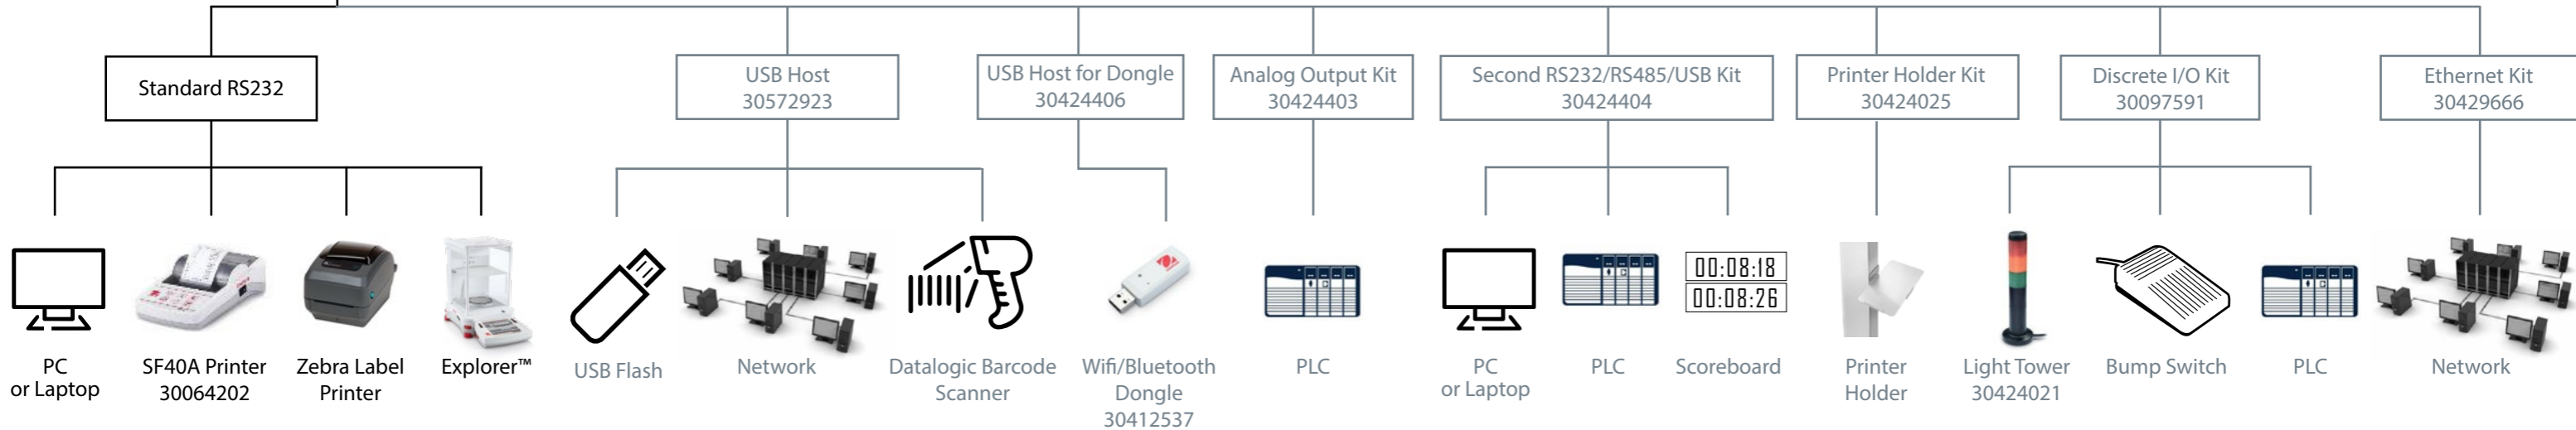 Standard RS232
USB Host
30572923
USB Host for Dongle
30424406
Analog Output Kit
30424403
Second RS232/RS485/USB Kit
30424404
Printer Holder Kit
30424025
Discrete I/O Kit
30097591
Ethernet Kit
30429666
00:08:18
00:08:26
PC
or Laptop
SF40A Printer
30064202
Zebra Label
Printer
Explorer™
USB Flash
Network
Datalogic Barcode
Scanner
Wifi/Bluetooth
Dongle
30412537
PLC
PC
or Laptop
PLC
Scoreboard
Printer
Holder
Light Tower
30424021
Bump Switch
PLC
Network